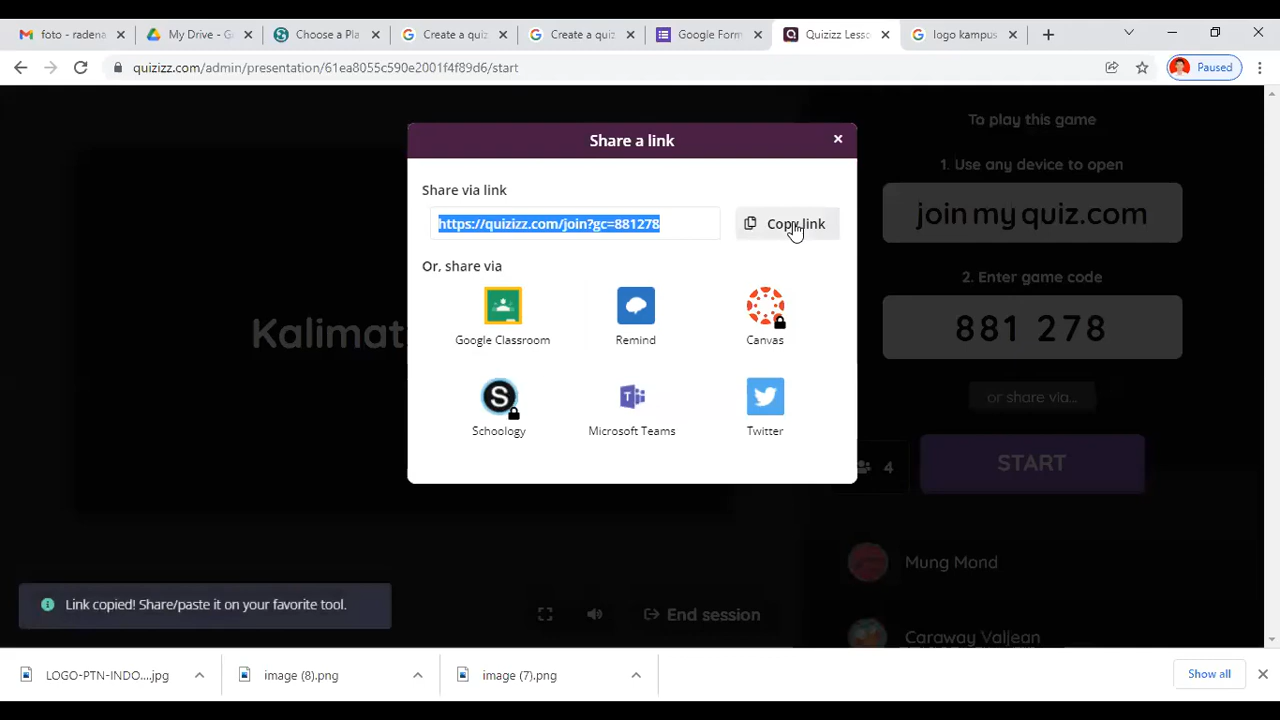 foto - radena
My Drive - G
Choose a Pla
Create a quiz
Create a quiz
Google Form
Quizizz Lesso
logo kampus
quizizz.com/admin/presentation/61ea8055c590e2001f4f89d6/start
Paused
Share a link
Share via link
https://quizizz.com/join?gc=881278
Copy link
Or, share via
Google Classroom
Remind
Canvas
S
Schoology
T
Microsoft Teams
Twitter
Kalimat
To play this game
1. Use any device to open
joinmyquiz.com
2. Enter game code
881 278
or share via...
4
START
Mung Mond
Caraway Valjean
Link copied! Share/paste it on your favorite tool.
End session
LOGO-PTN-INDO....jpg
image (8).png
image (7).png
Show all